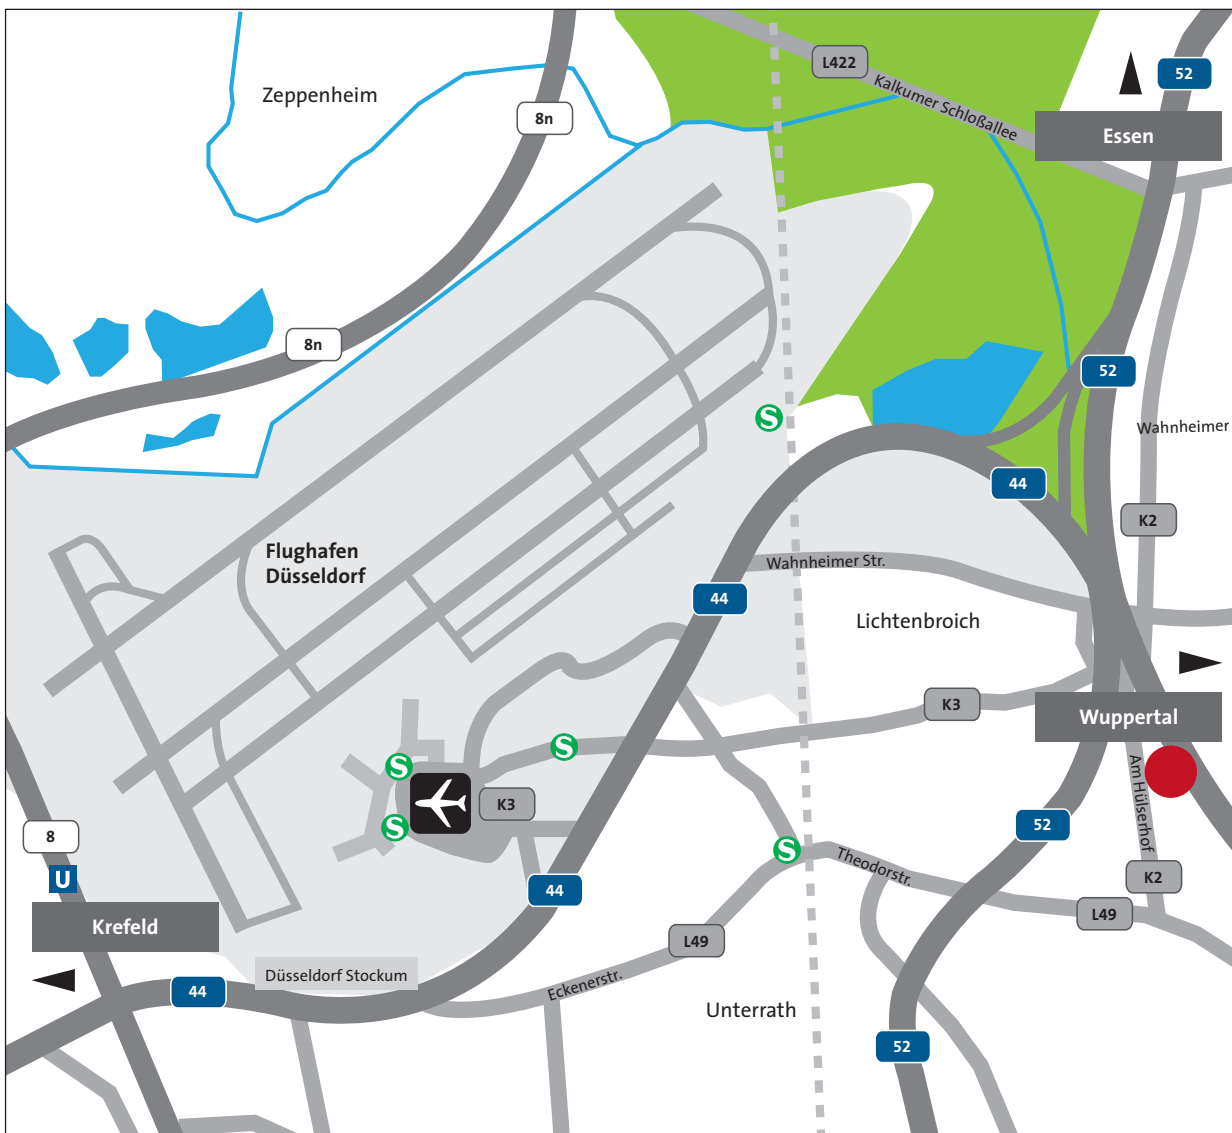 L422
52
Zeppenheim
Kalkumer Schloßallee
8n
Essen
8n
52
S
Wahnheimer
44
K2
Flughafen
Düsseldorf
Wahnheimer Str.
44
Lichtenbroich
K3
Wuppertal
S
S
K3
Am Hülserhof
S
52
8
S
Theodorstr.
U
K2
44
L49
Krefeld
L49
Düsseldorf Stockum
Eckenerstr.
44
Unterrath
52